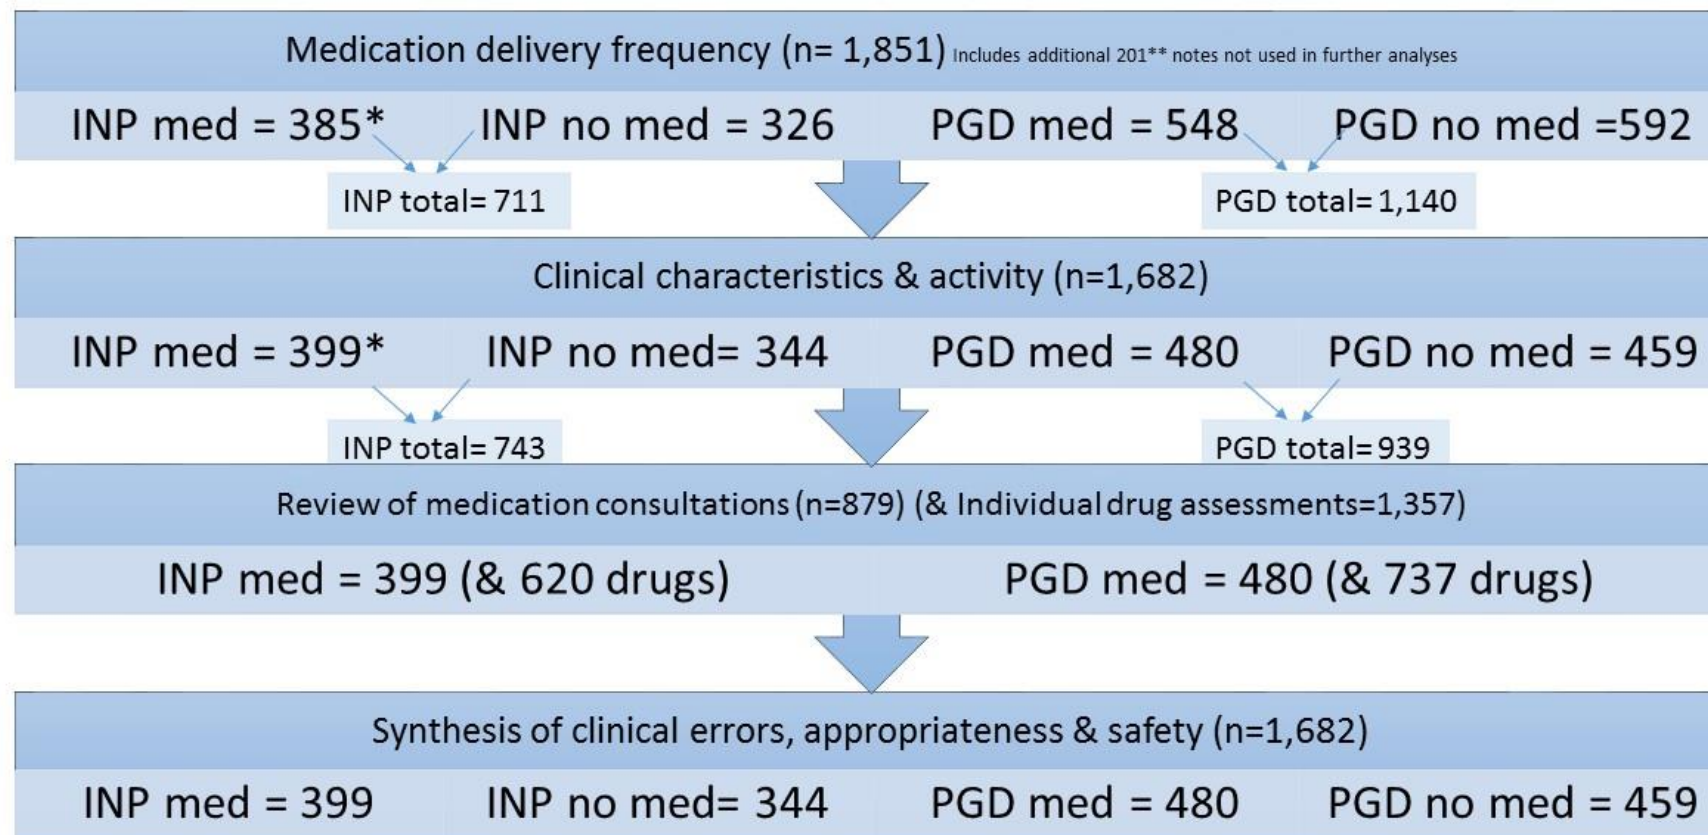 Medication delivery frequency (n= 1,851) Includes additional 201** notes not used in further analyses
INP med = 385* INP no med = 326 PGD med = 548 PGD no med =592
INP total= 711 PGD total= 1,140
Clinical characteristics & activity (n=1,682)
INP med = 399* INP no med= 344 PGD med = 480 PGD no med = 459
INP total= 743 PGD total= 939
Review of medication consultations (n=879) (& Individual drug assessments=1,357)
INP med = 399 (& 620 drugs) PGD med = 480 (& 737 drugs)
Synthesis of clinical errors, appropriateness & safety (n=1,682)
INP med = 399 INP no med= 344 PGD med = 480 PGD no med = 459